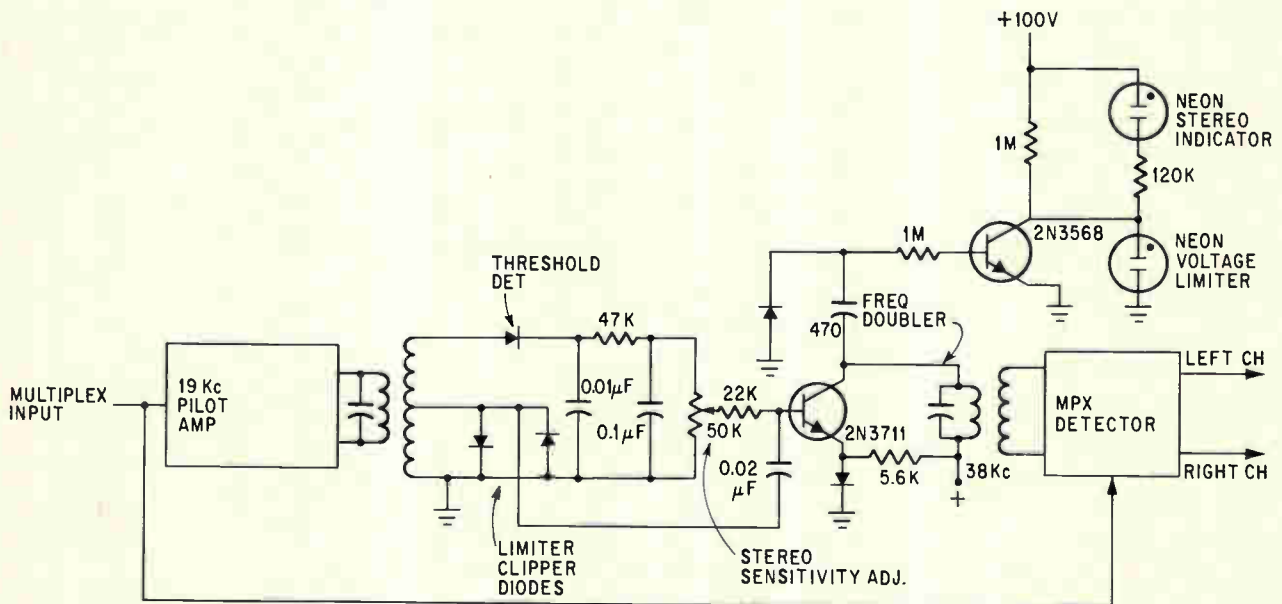 +100V
NEON
STEREO
INDICATOR
1M
120K
2N3568
1M
NEON
VOLTAGE
LIMITER
THRESHOLD
DET
FREQ
DOUBLER
47K
470
LEFT CH
MULTIPLEX
INPUT
19 Kc
PILOT
AMP
0.01µF
0.1µF
22K
50K
2N3711
MPX
DETECTOR
0.02
µF
5.6K
38Kc
+
RIGHT CH
LIMITER
CLIPPER
DIODES
STEREO
SENSITIVITY ADJ.